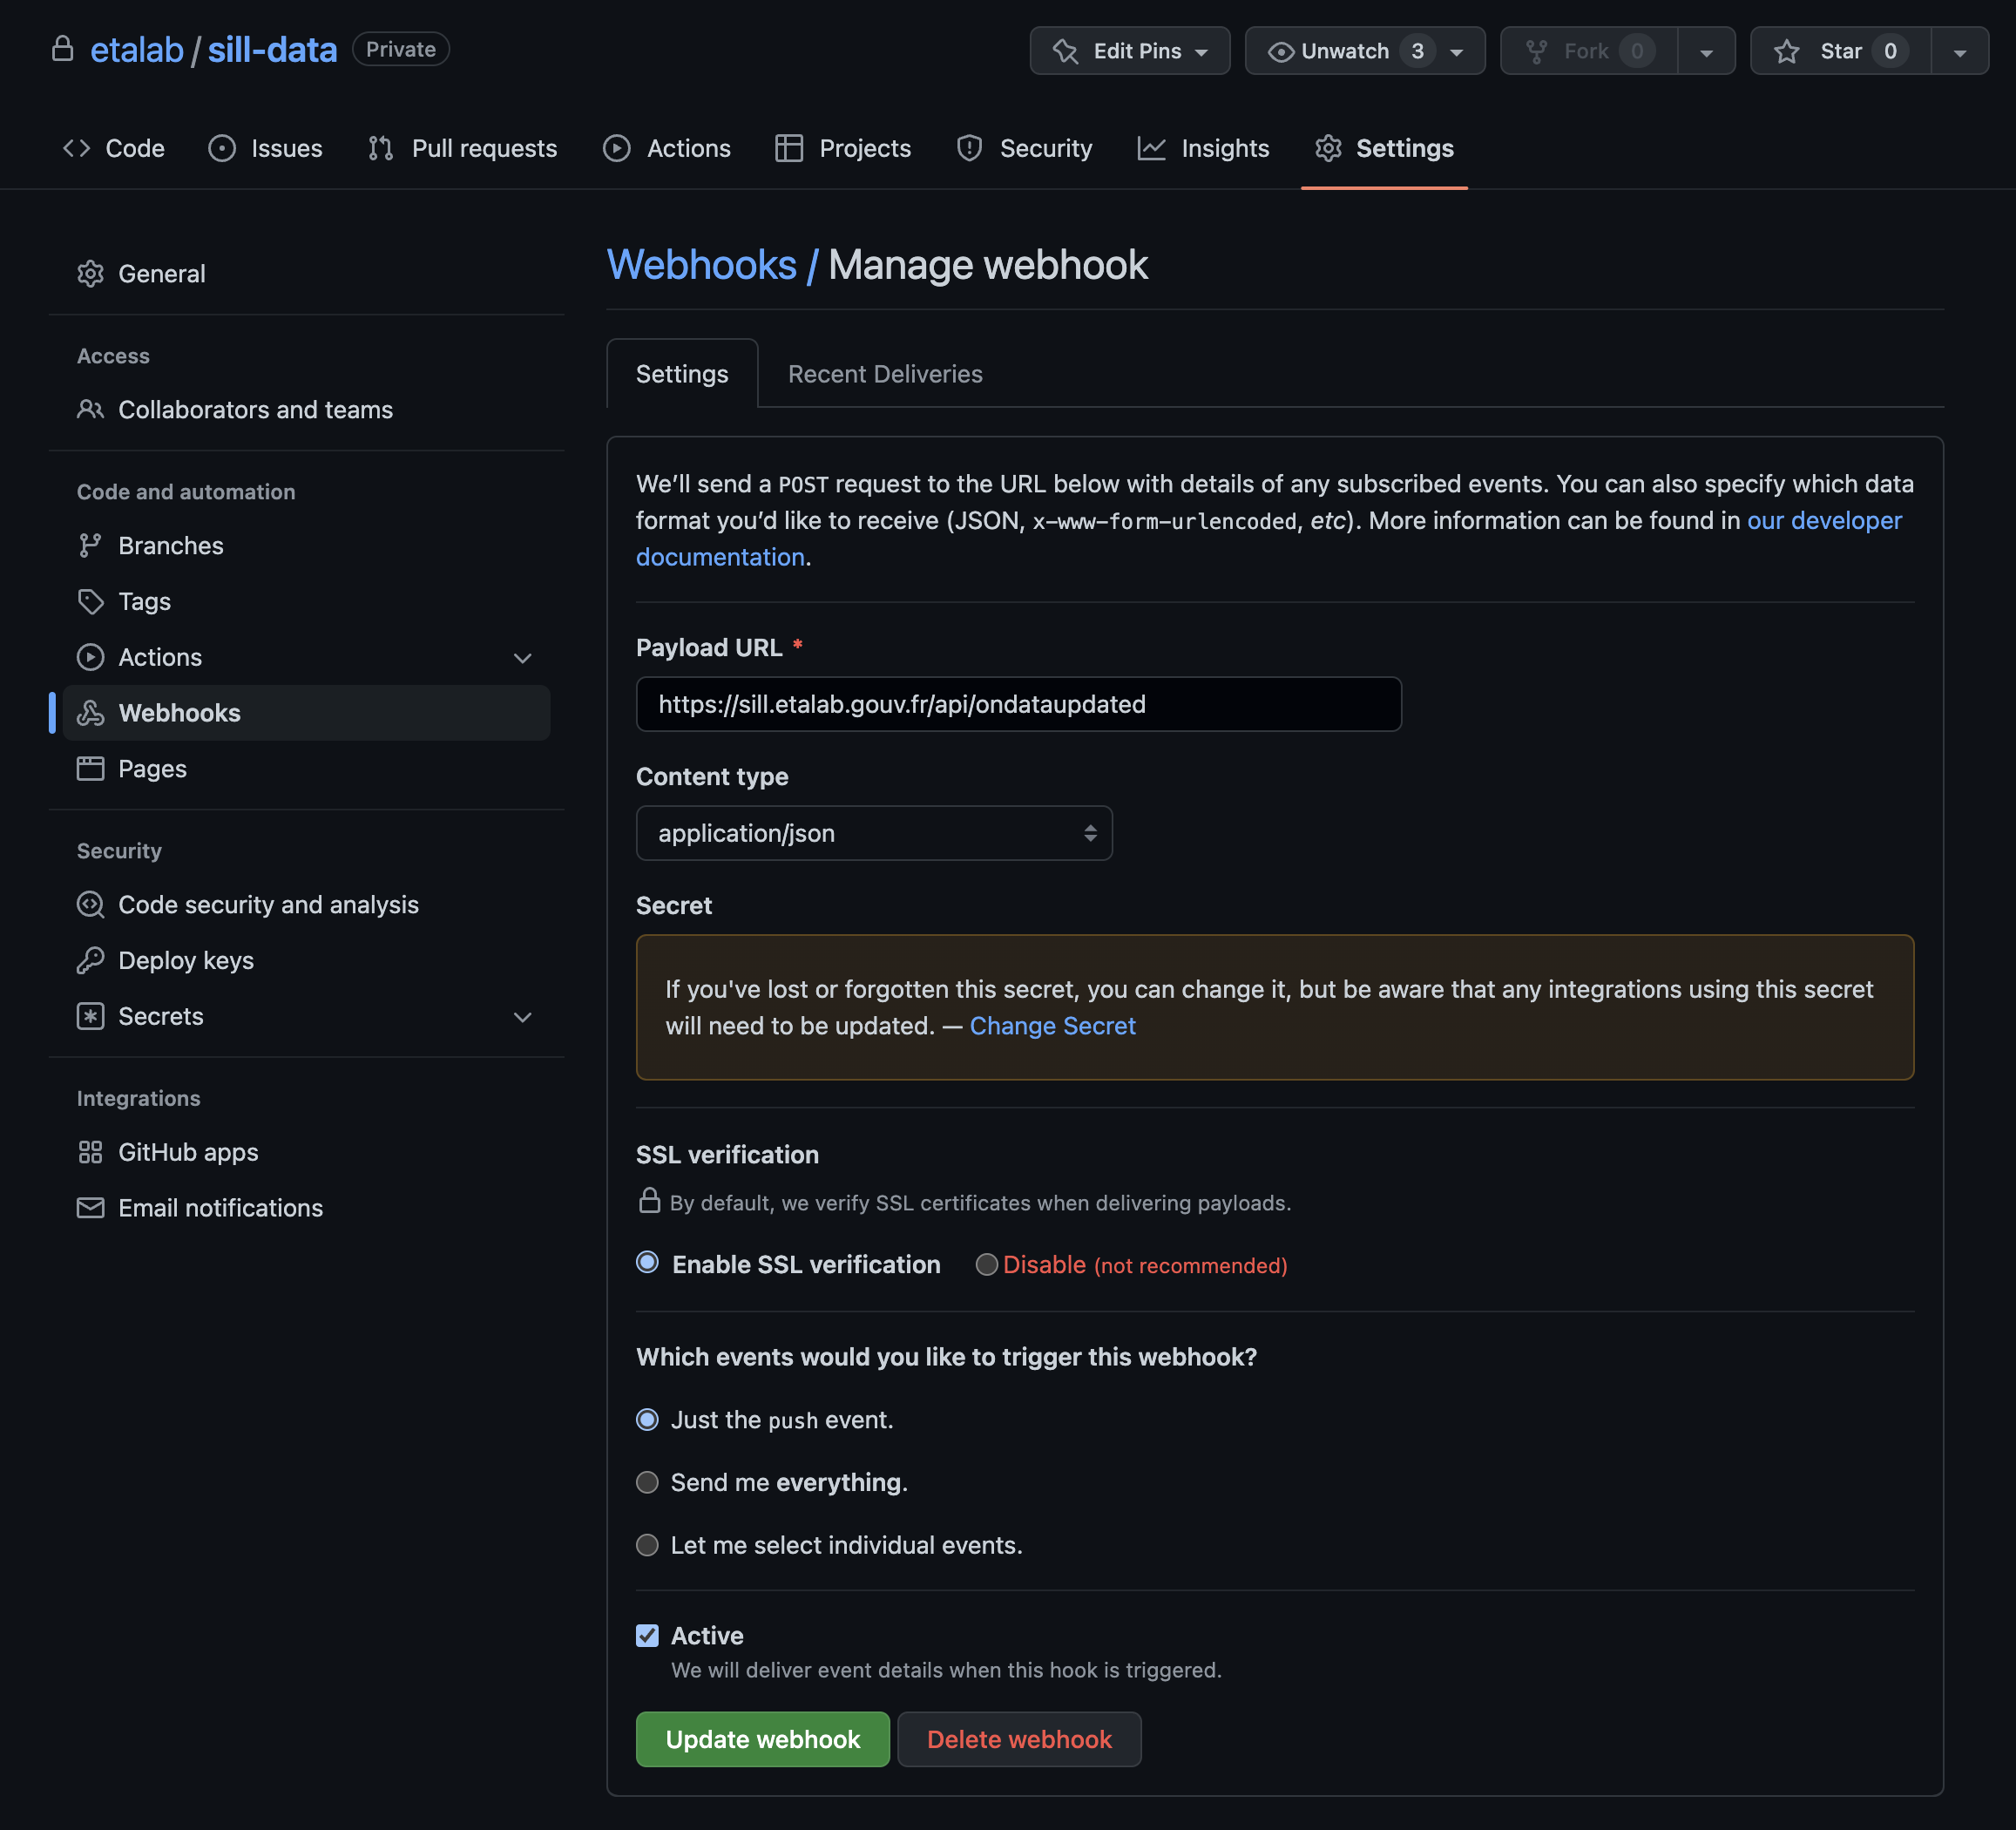 etalab / sill-data Private
Edit Pins Unwatch 3 Fork 0 Star 0
Code Issues Pull requests Actions Projects Security Insights Settings
General
Access
Collaborators and teams
Code and automation
Branches
Tags
Actions
Webhooks
Pages
Security
Code security and analysis
Deploy keys
Secrets
Integrations
GitHub apps
Email notifications
Webhooks / Manage webhook
Settings Recent Deliveries
We’ll send a POST request to the URL below with details of any subscribed events. You can also specify which data
format you’d like to receive (JSON, x-www-form-urlencoded, etc). More information can be found in our developer
documentation.
Payload URL *
https://sill.etalab.gouv.fr/api/ondataupdated
Content type
application/json
Secret
If you've lost or forgotten this secret, you can change it, but be aware that any integrations using this secret
will need to be updated. — Change Secret
SSL verification
By default, we verify SSL certificates when delivering payloads.
Enable SSL verification Disable (not recommended)
Which events would you like to trigger this webhook?
Just the push event.
Send me everything.
Let me select individual events.
Active
We will deliver event details when this hook is triggered.
Update webhook Delete webhook